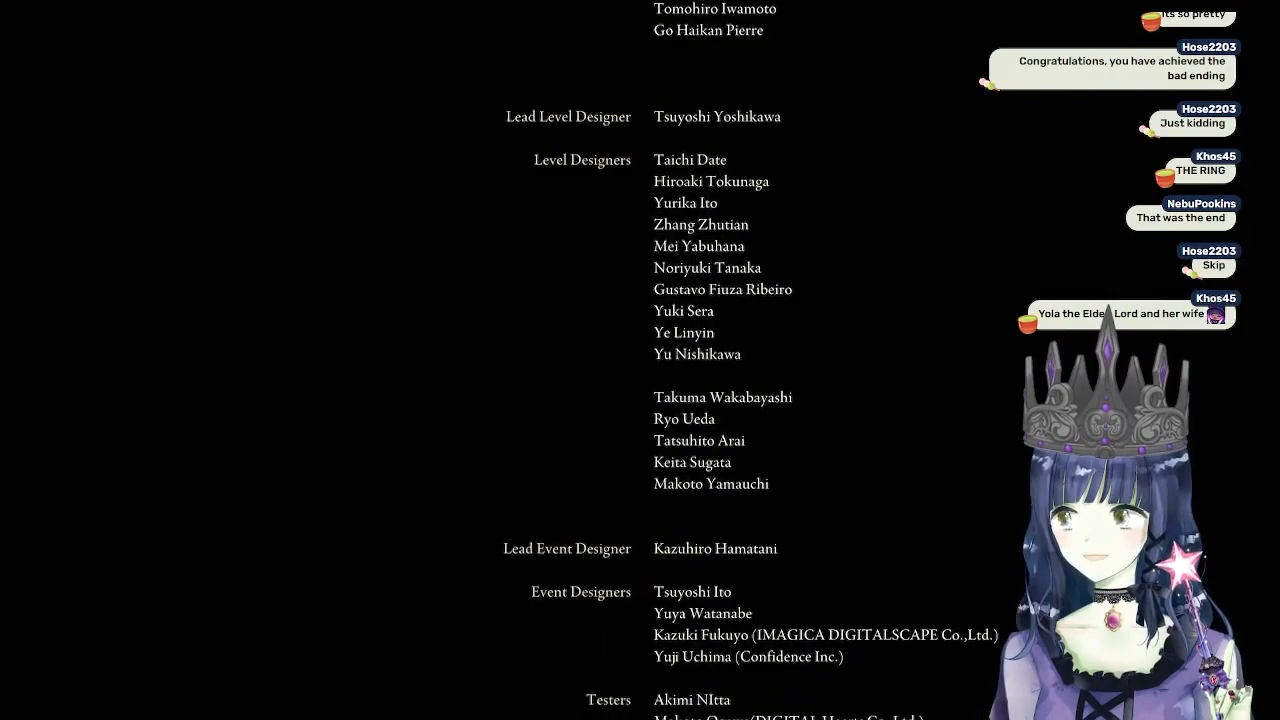 Tomohiro Iwamoto
Go Haikan Pierre
Lead Level Designer Tsuyoshi Yoshikawa
Level Designers Taichi Date
Hiroaki Tokunaga
Yurika Ito
Zhang Zhutian
Mei Yabuhana
Noriyuki Tanaka
Gustavo Fiuza Ribeiro
Yuki Sera
Ye Linyin
Yu Nishikawa
Takuma Wakabayashi
Ryo Ueda
Tatsuhito Arai
Keita Sugata
Makoto Yamauchi
Lead Event Designer Kazuhiro Hamatani
Event Designers Tsuyoshi Ito
Yuya Watanabe
Kazuki Fukuyo (IMAGICA DIGITALSCAPE Co.,Ltd.)
Yuji Uchima (Confidence Inc.)
Testers Akimi NItta
Its so pretty
Hose2203
Congratulations, you have achieved the
bad ending
Hose2203
Just kidding
Khos45
THE RING
NebuPookins
That was the end
Hose2203
Skip
Khos45
Yola the Elden Lord and her wife